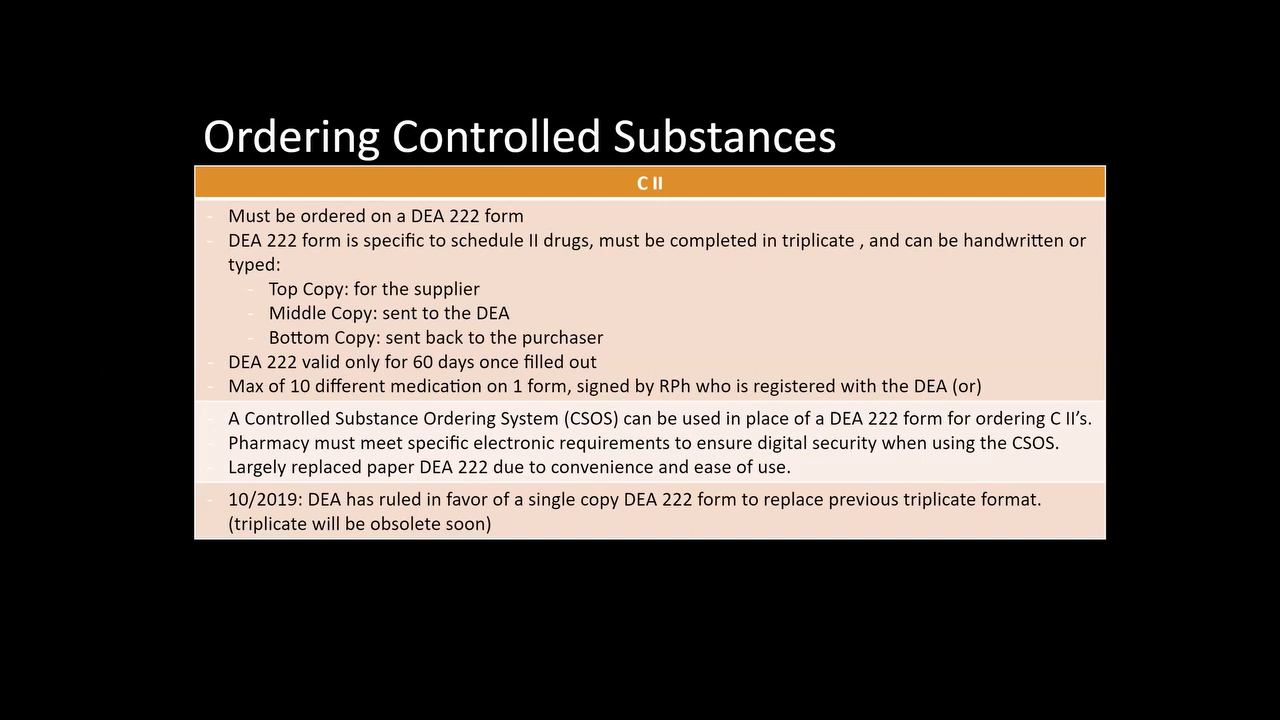 Ordering Controlled Substances
C II
- Must be ordered on a DEA 222 form
- DEA 222 form is specific to schedule II drugs, must be completed in triplicate , and can be handwritten or
typed:
- Top Copy: for the supplier
- Middle Copy: sent to the DEA
- Bottom Copy: sent back to the purchaser
- DEA 222 valid only for 60 days once filled out
- Max of 10 different medication on 1 form, signed by RPh who is registered with the DEA (or)
- A Controlled Substance Ordering System (CSOS) can be used in place of a DEA 222 form for ordering C II’s.
- Pharmacy must meet specific electronic requirements to ensure digital security when using the CSOS.
- Largely replaced paper DEA 222 due to convenience and ease of use.
- 10/2019: DEA has ruled in favor of a single copy DEA 222 form to replace previous triplicate format.
(triplicate will be obsolete soon)